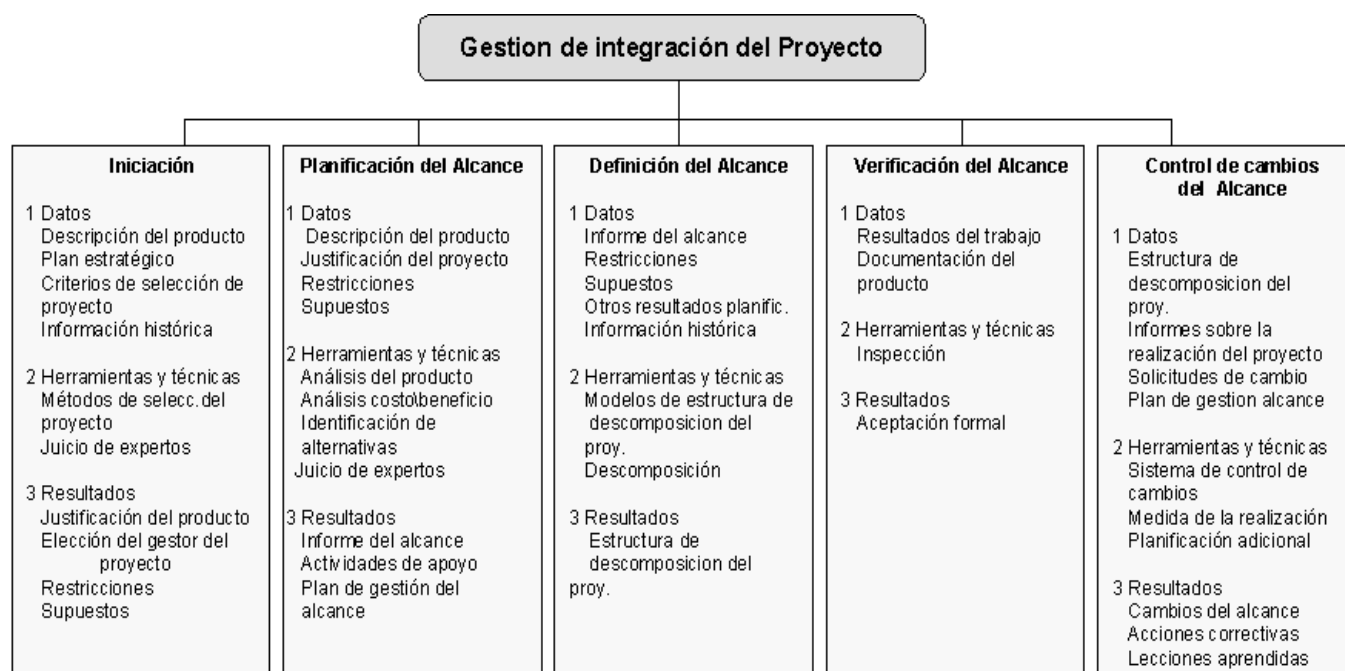 Gestion de integración del Proyecto
Iniciación
1 Datos
Descripción del producto
Plan estratégico
Criterios de selección de
proyecto
Información histórica
2 Herramientas y técnicas
Métodos de selecc.del
proyecto
Juicio de expertos
3 Resultados
Justificación del producto
Elección del gestor del
proyecto
Restricciones
Supuestos
Planificación del Alcance
1 Datos
Descripción del producto
Justificación del proyecto
Restricciones
Supuestos
2 Herramientas y técnicas
Análisis del producto
Análisis costo\beneficio
Identificación de
alternativas
Juicio de expertos
3 Resultados
Informe del alcance
Actividades de apoyo
Plan de gestión del
alcance
Definición del Alcance
1 Datos
Informe del alcance
Restricciones
Supuestos
Otros resultados planific.
Información histórica
2 Herramientas y técnicas
Modelos de estructura de
descomposicion del
proy.
Descomposición
3 Resultados
Estructura de
descomposicion del
proy.
Verificación del Alcance
1 Datos
Resultados del trabajo
Documentación del
producto
2 Herramientas y técnicas
Inspección
3 Resultados
Aceptación formal
Control de cambios
del Alcance
1 Datos
Estructura de
descomposicion del
proy.
Informes sobre la
realización del proyecto
Solicitudes de cambio
Plan de gestion alcance
2 Herramientas y técnicas
Sistema de control de
cambios
Medida de la realización
Planificación adicional
3 Resultados
Cambios del alcance
Acciones correctivas
Lecciones aprendidas